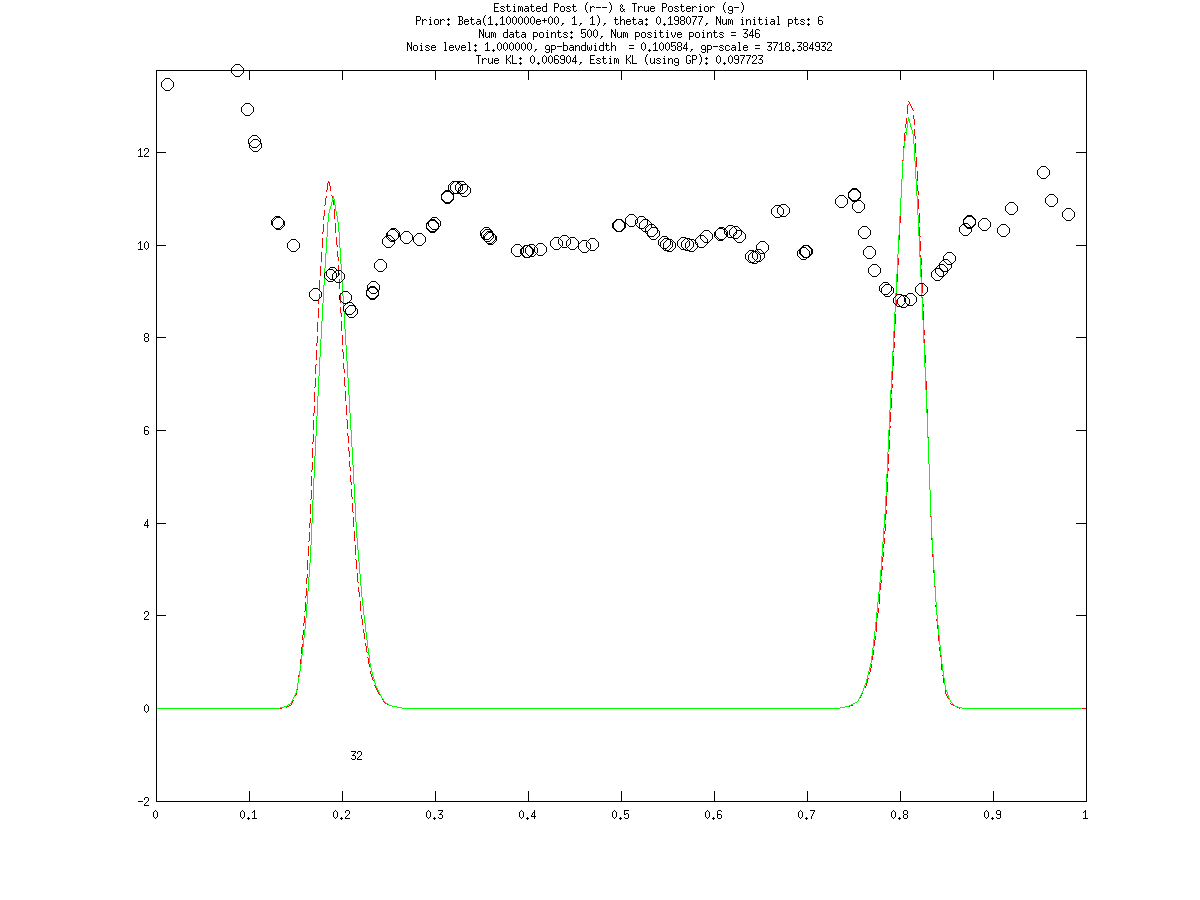 Estimated Post (r--) & True Posterior (g-)
Prior: Beta(1.100000e+00, 1, 1), theta: 0.198077, Num initial pts: 6
Num data points: 500, Num positive points = 346
Noise level: 1.000000, gp-bandwidth  = 0.100584, gp-scale = 3718.384932
True KL: 0.006904, Estim KL (using GP): 0.097723
12
10
8
6
4
2
0
32
-2
0 0.1 0.2 0.3 0.4 0.5 0.6 0.7 0.8 0.9 1